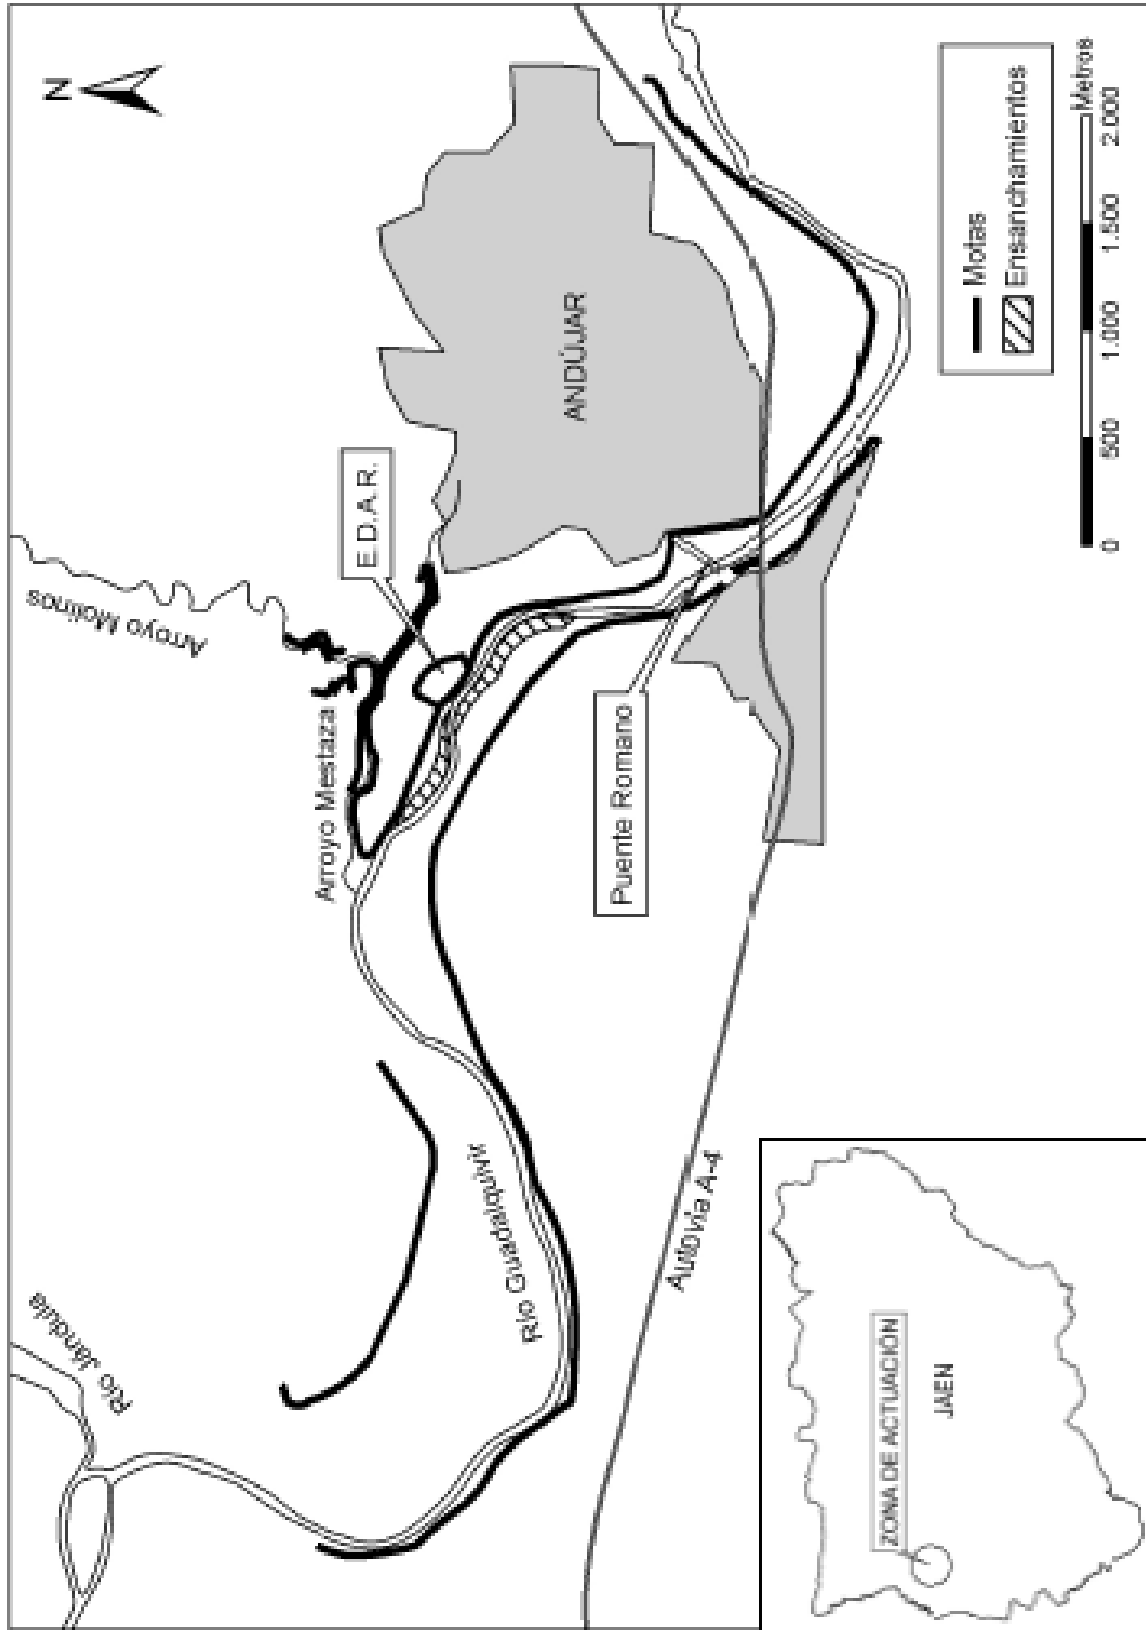 N
Río Jándula
Arroyo Molinos
Arroyo Mestaza
E.D.A.R.
ANDÚJAR
Río Guadalquivir
Puente Romano
Autovía A-4
ZONA DE ACTUACIÓN
JAEN
Motas
Ensanchamientos
0 500 1.000 1.500 2.000
Metros